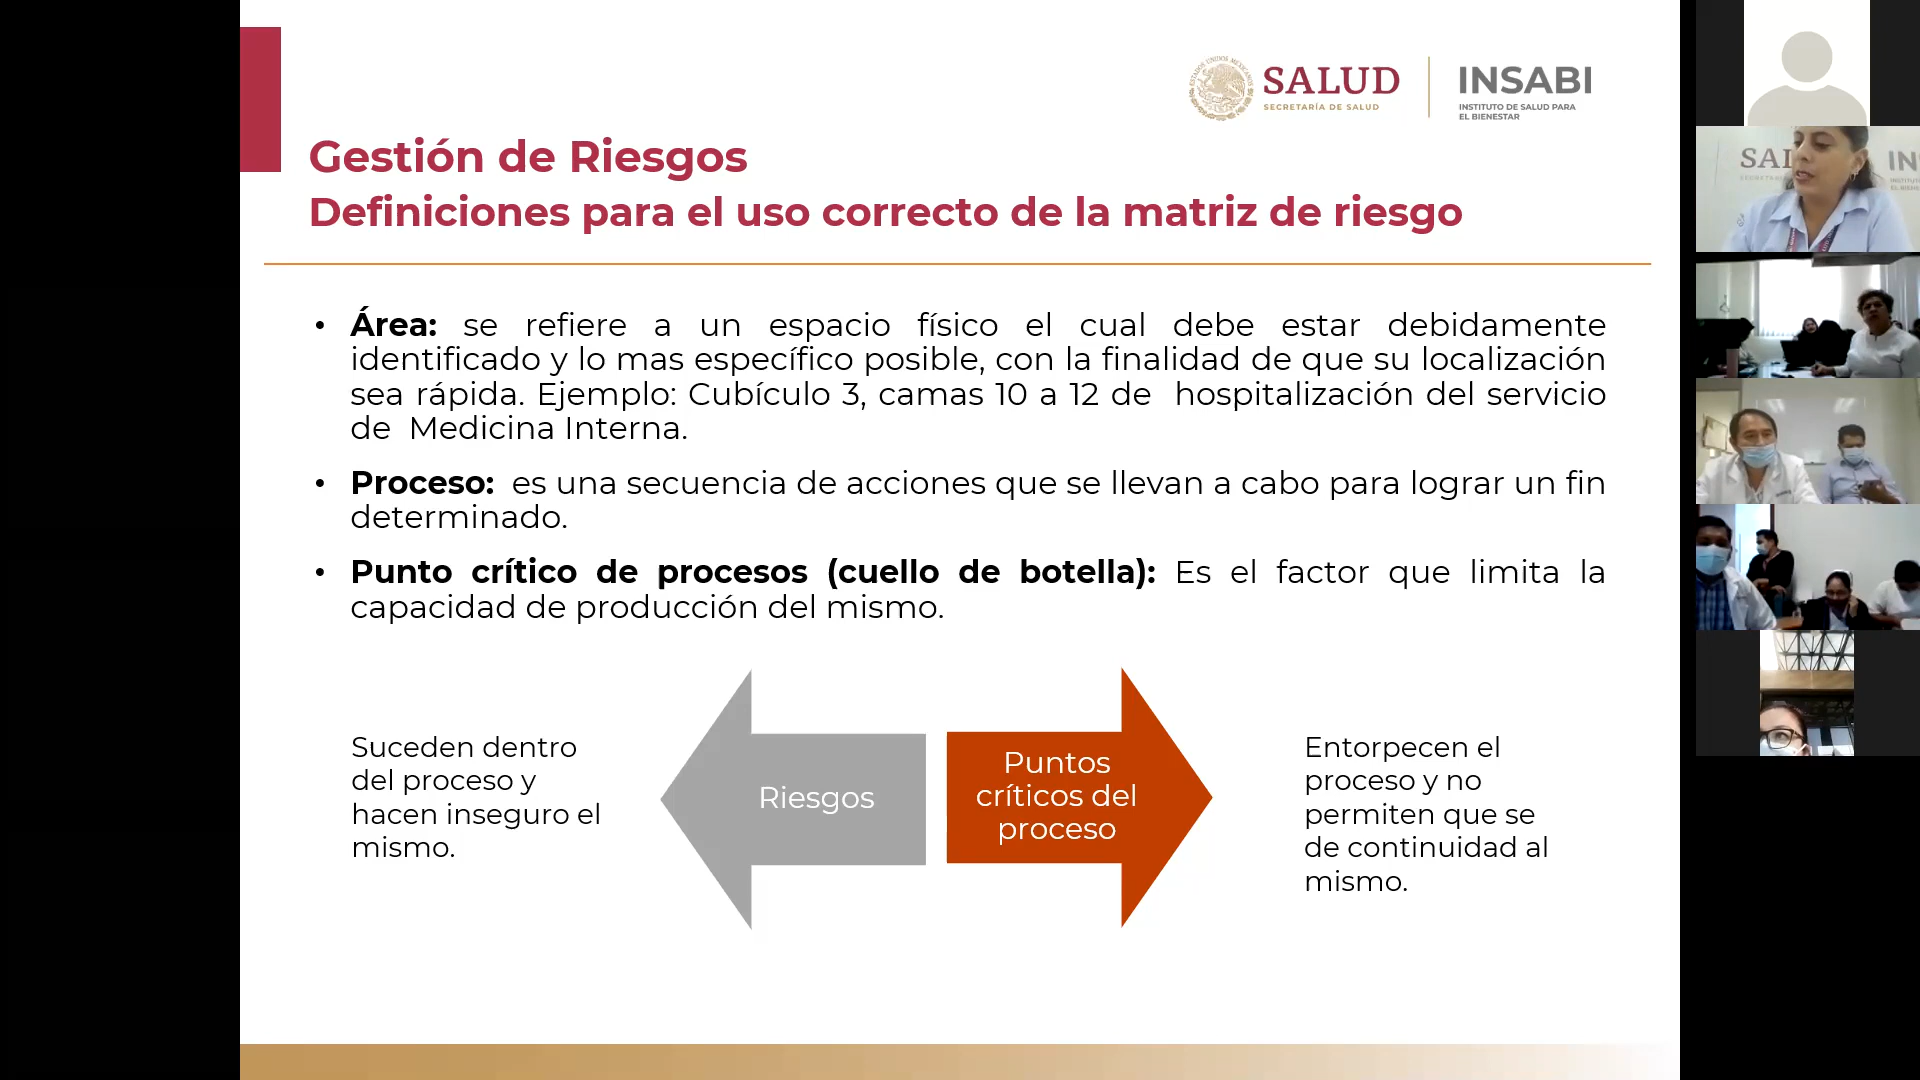 SALUD
SECRETARÍA DE SALUD
INSABI
INSTITUTO DE SALUD PARA
EL BIENESTAR
Gestión de Riesgos
Definiciones para el uso correcto de la matriz de riesgo
• Área: se refiere a un espacio físico el cual debe estar debidamente
identificado y lo mas específico posible, con la finalidad de que su localización
sea rápida. Ejemplo: Cubículo 3, camas 10 a 12 de hospitalización del servicio
de Medicina Interna.
• Proceso: es una secuencia de acciones que se llevan a cabo para lograr un fin
determinado.
• Punto crítico de procesos (cuello de botella): Es el factor que limita la
capacidad de producción del mismo.
Suceden dentro
del proceso y
hacen inseguro el
mismo.
Riesgos
Puntos
críticos del
proceso
Entorpecen el
proceso y no
permiten que se
de continuidad al
mismo.
SAL
IN